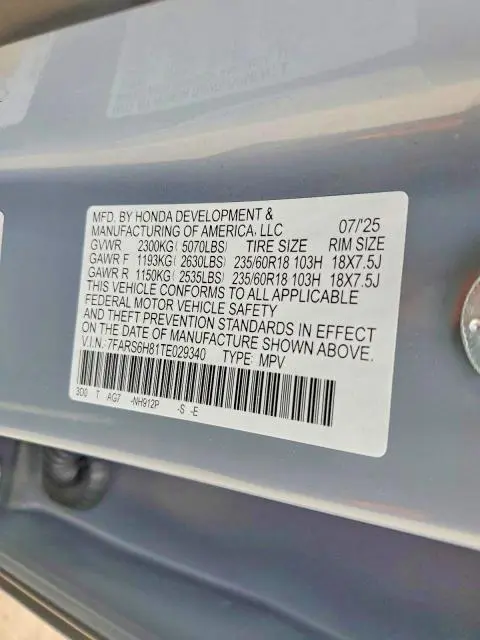 MFD. BY HONDA DEVELOPMENT &
MANUFACTURING OF AMERICA, LLC 07/'25
GVWR 2300KG( 5070LBS) TIRE SIZE RIM SIZE
GAWR F 1193KG ( 2630LBS) 235/60R18 103H 18X7.5J
GAWR R 1150KG ( 2535LBS) 235/60R18 103H 18X7.5J
THIS VEHICLE CONFORMS TO ALL APPLICABLE
FEDERAL MOTOR VEHICLE SAFETY
AND THEFT PREVENTION STANDARDS IN EFFECT
ON THE DATE OF MANUFACTURE SHOWN ABOVE.
V.I.N.:7FARS6H81TE029340 TYPE: MPV
3D0 T AG7 -NH912P -S -E